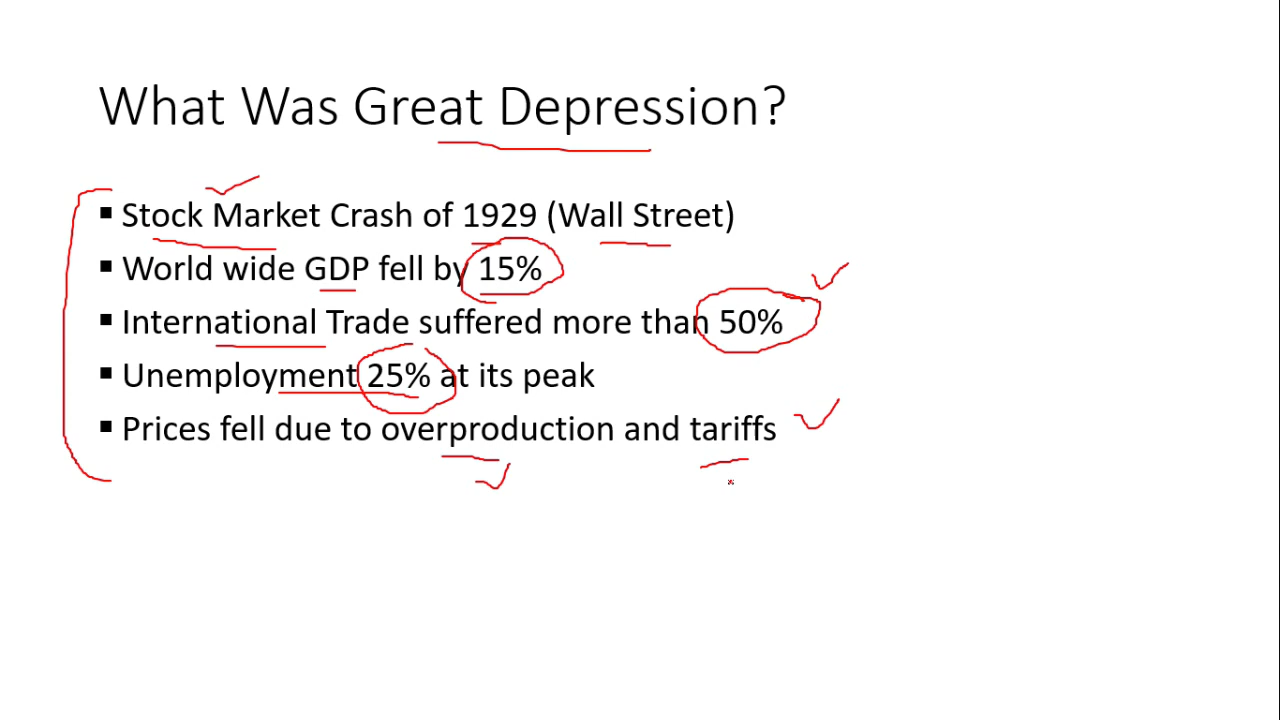 What Was Great Depression?
▪ Stock Market Crash of 1929 (Wall Street)
▪ World wide GDP fell by 15%
▪ International Trade suffered more than 50%
▪ Unemployment 25% at its peak
▪ Prices fell due to overproduction and tariffs